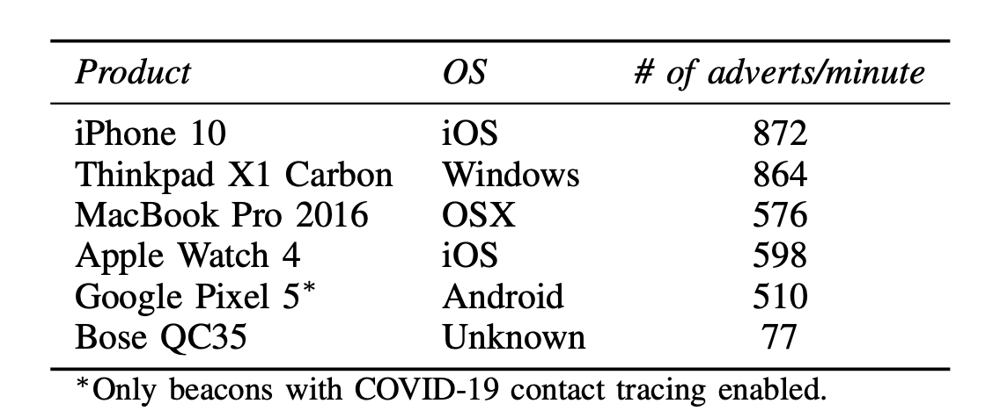 Product OS # of adverts/minute
iPhone 10 iOS 872
Thinkpad X1 Carbon Windows 864
MacBook Pro 2016 OSX 576
Apple Watch 4 iOS 598
Google Pixel 5* Android 510
Bose QC35 Unknown 77
*Only beacons with COVID-19 contact tracing enabled.